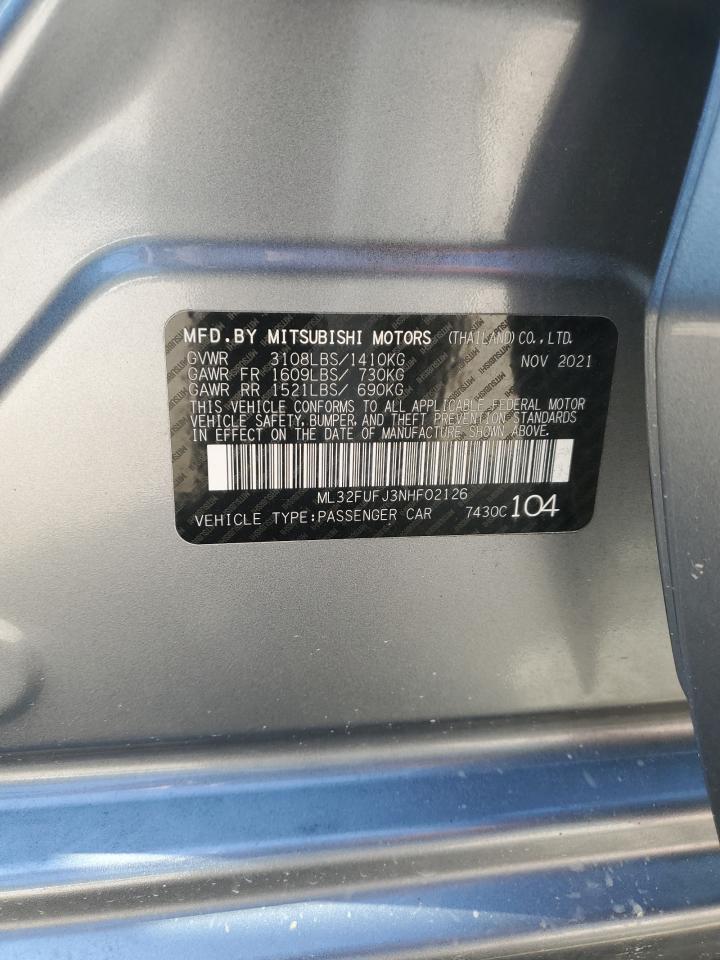 MFD.BY MITSUBISHI MOTORS (THAILAND)CO.,LTD.
GVWR 3108LBS/1410KG NOV 2021
GAWR FR 1609LBS/ 730KG
GAWR RR 1521LBS/ 690KG
THIS VEHICLE CONFORMS TO ALL APPLICABLE FEDERAL MOTOR
VEHICLE SAFETY, BUMPER, AND THEFT PREVENTION STANDARDS
IN EFFECT ON THE DATE OF MANUFACTURE SHOWN ABOVE.
ML32FUFJ3NHF02126
VEHICLE TYPE:PASSENGER CAR 7430C 104